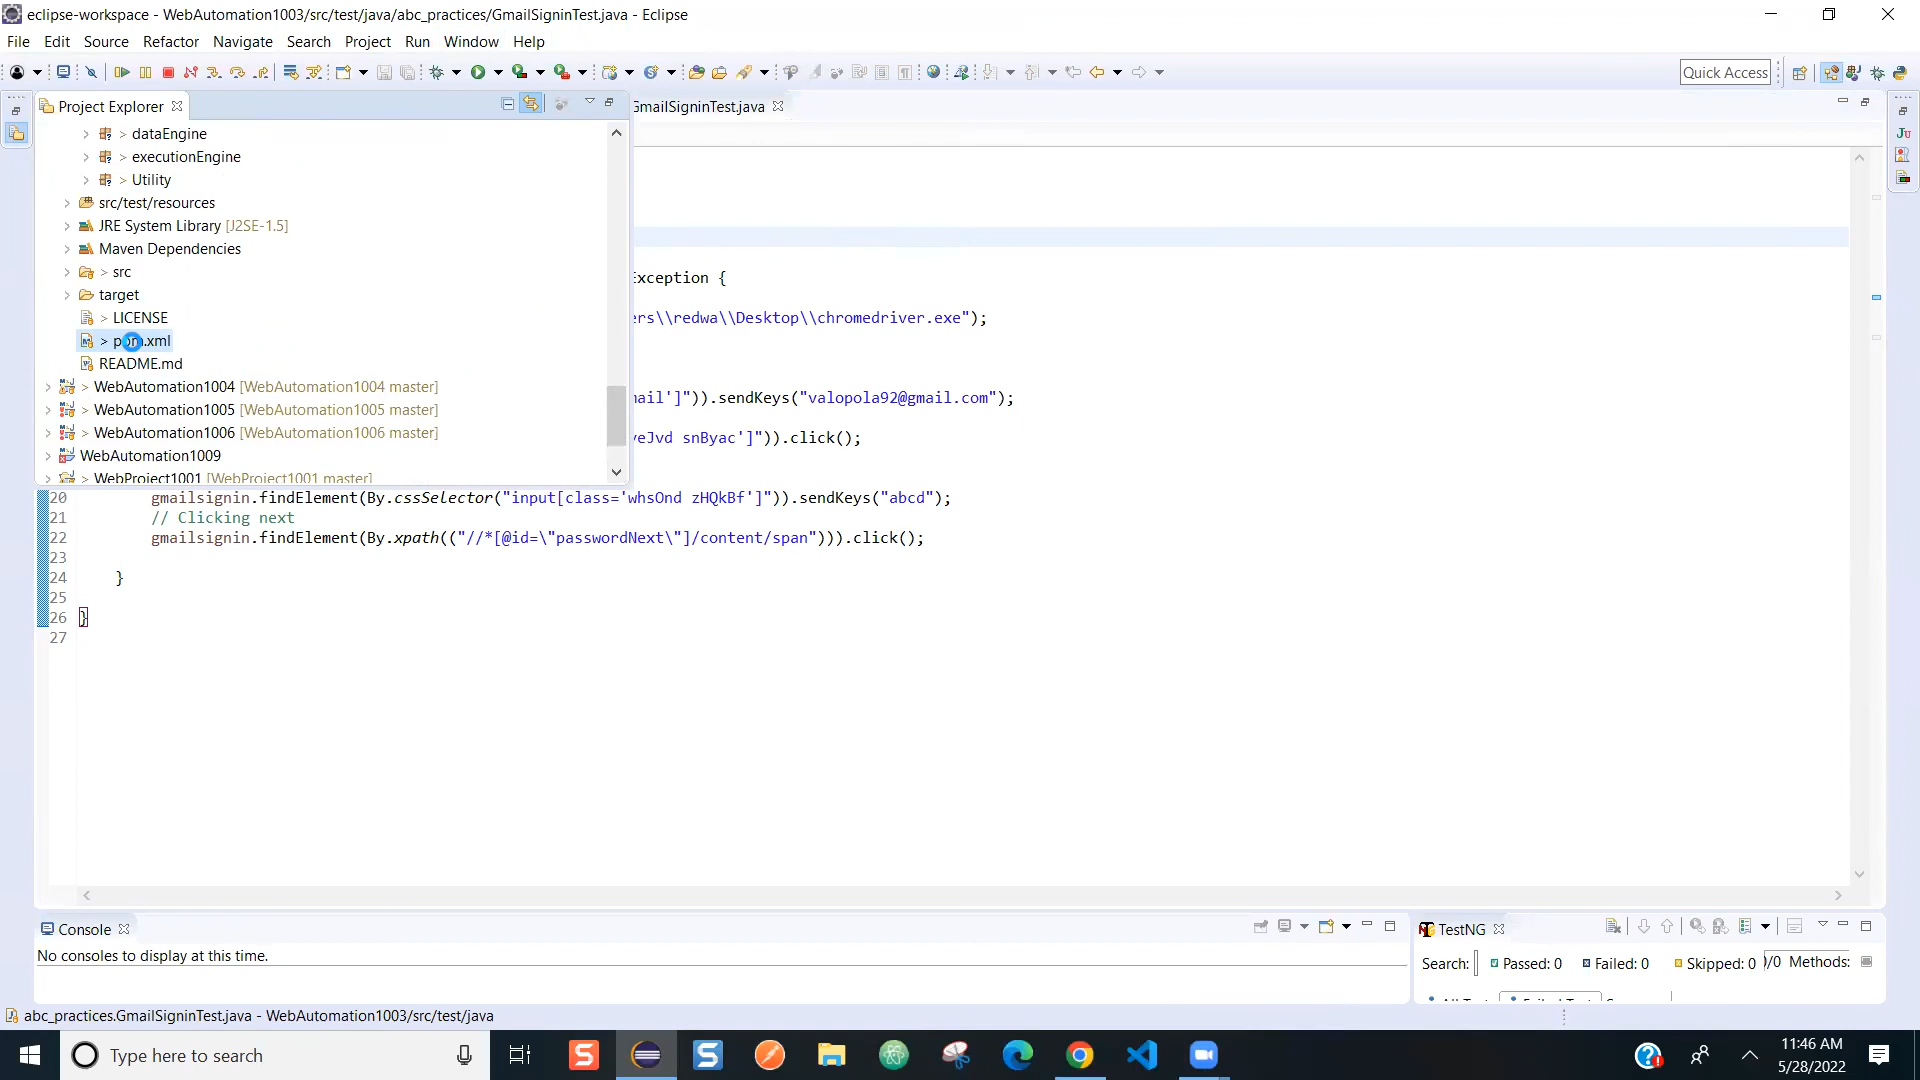 eclipse-workspace - WebAutomation1003/src/test/java/abc_practices/GmailSigninTest.java - Eclipse
File Edit Source Refactor Navigate Search Project Run Window Help
Quick Access
Project Explorer
GmailSigninTest.java
> dataEngine
> executionEngine
> Utility
src/test/resources
JRE System Library [J2SE-1.5]
Maven Dependencies
> src
target
> LICENSE
> pom.xml
README.md
> WebAutomation1004 [WebAutomation1004 master]
> WebAutomation1005 [WebAutomation1005 master]
> WebAutomation1006 [WebAutomation1006 master]
WebAutomation1009
> WebProject1001 [WebProject1001 master]
Exception {
ers\\redwa\\Desktop\\chromedriver.exe");
mail']")).sendKeys("valopola92@gmail.com");
veJvd snByac']")).click();
20 gmailsignin.findElement(By.cssSelector("input[class='whsOnd zHQkBf']")).sendKeys("abcd");
21 // Clicking next
22 gmailsignin.findElement(By.xpath(("//*[@id=\"passwordNext\"]/content/span"))).click();
23
24 }
25
26 }
27
Console
No consoles to display at this time.
TestNG
Search: Passed: 0 Failed: 0 Skipped: 0 /0 Methods:
abc_practices.GmailSigninTest.java - WebAutomation1003/src/test/java
Type here to search
11:46 AM
5/28/2022